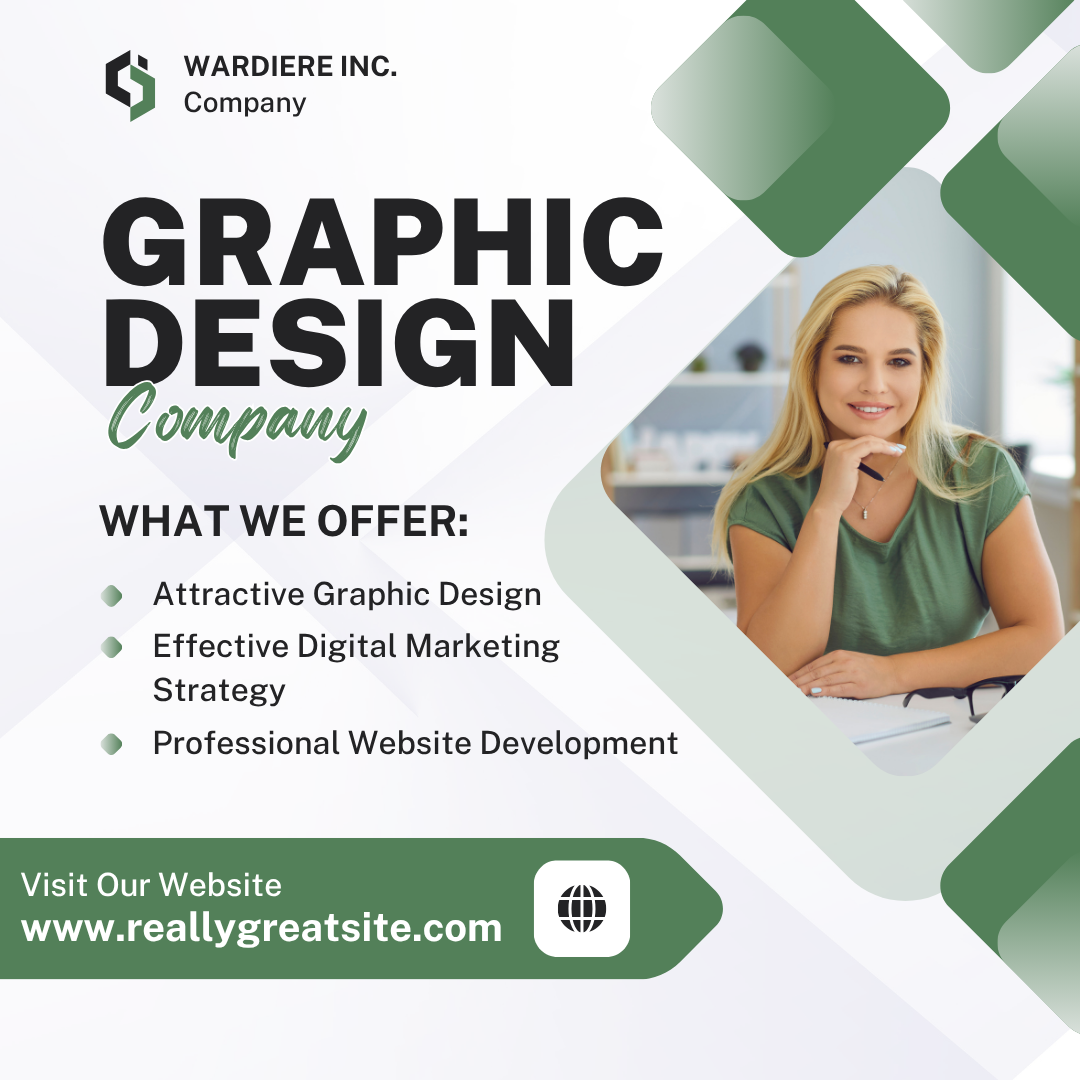 WARDIERE INC.
Company
GRAPHIC
DESIGN
Company
WHAT WE OFFER:
Attractive Graphic Design
Effective Digital Marketing
Strategy
Professional Website Development
Visit Our Website
www.reallygreatsite.com